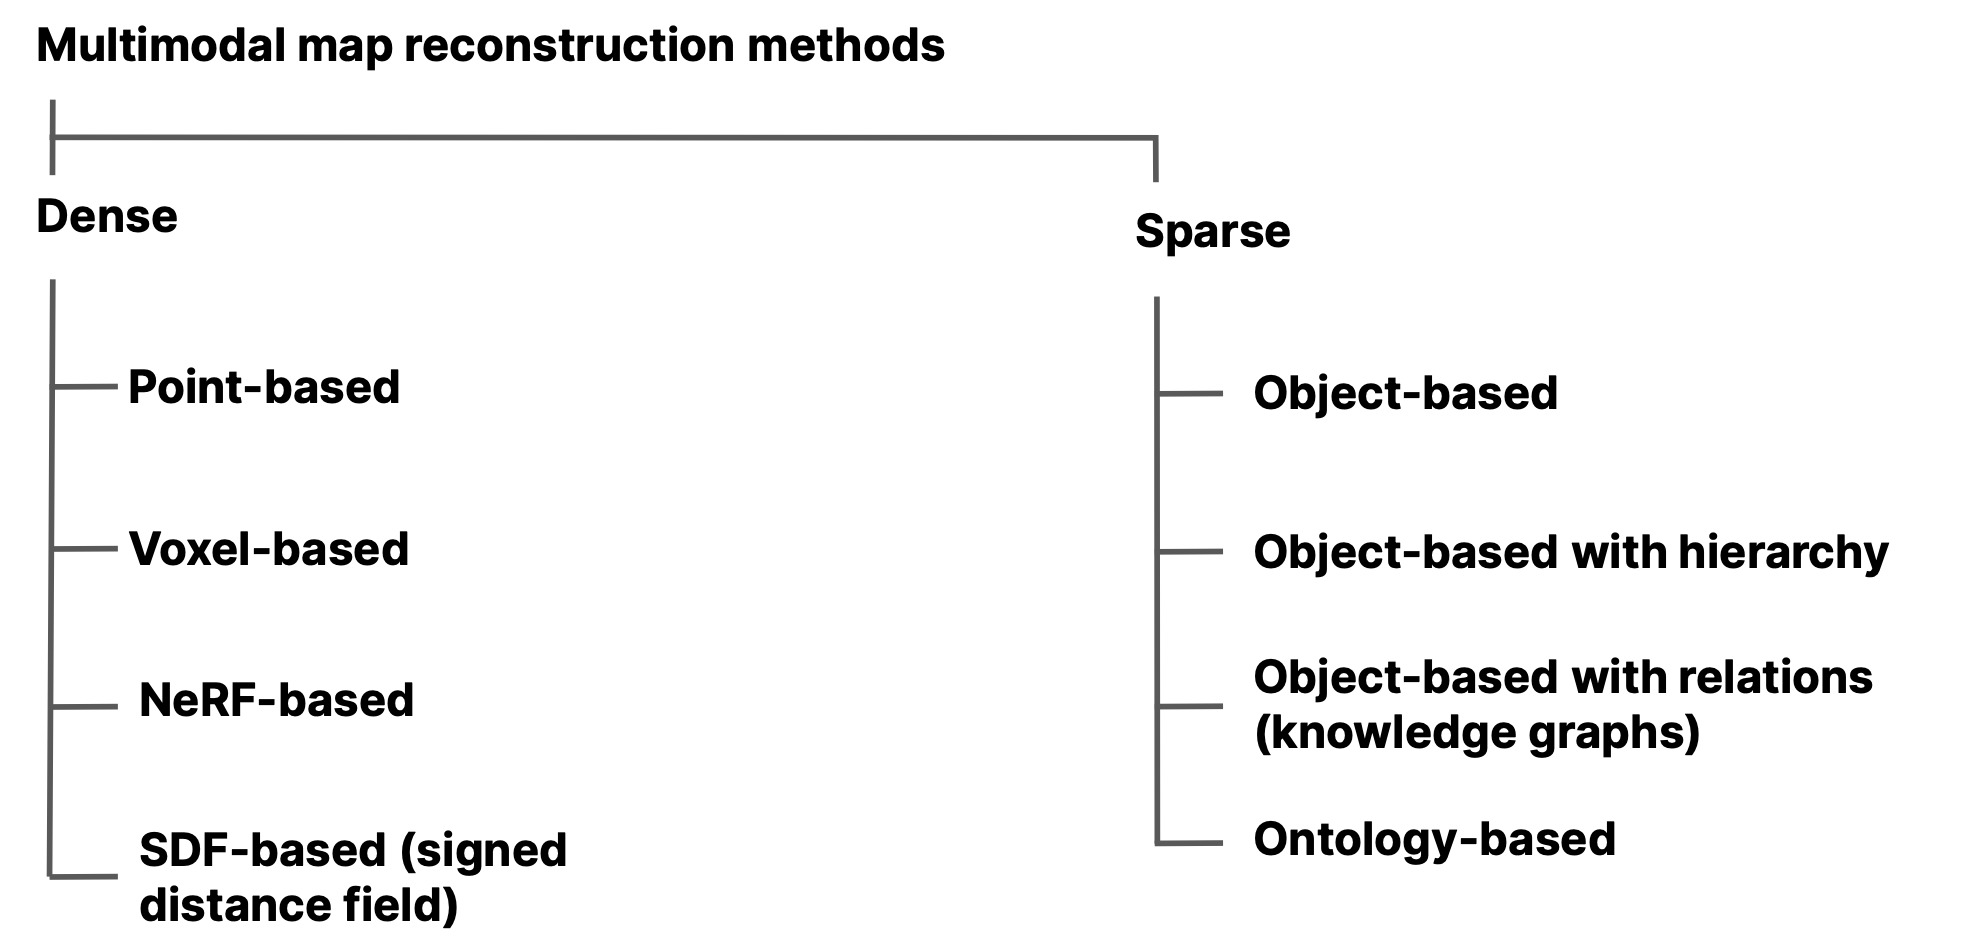 Multimodal map reconstruction methods
Dense
Point-based
Voxel-based
NeRF-based
SDF-based (signed
distance field)
Sparse
Object-based
Object-based with hierarchy
Object-based with relations
(knowledge graphs)
Ontology-based